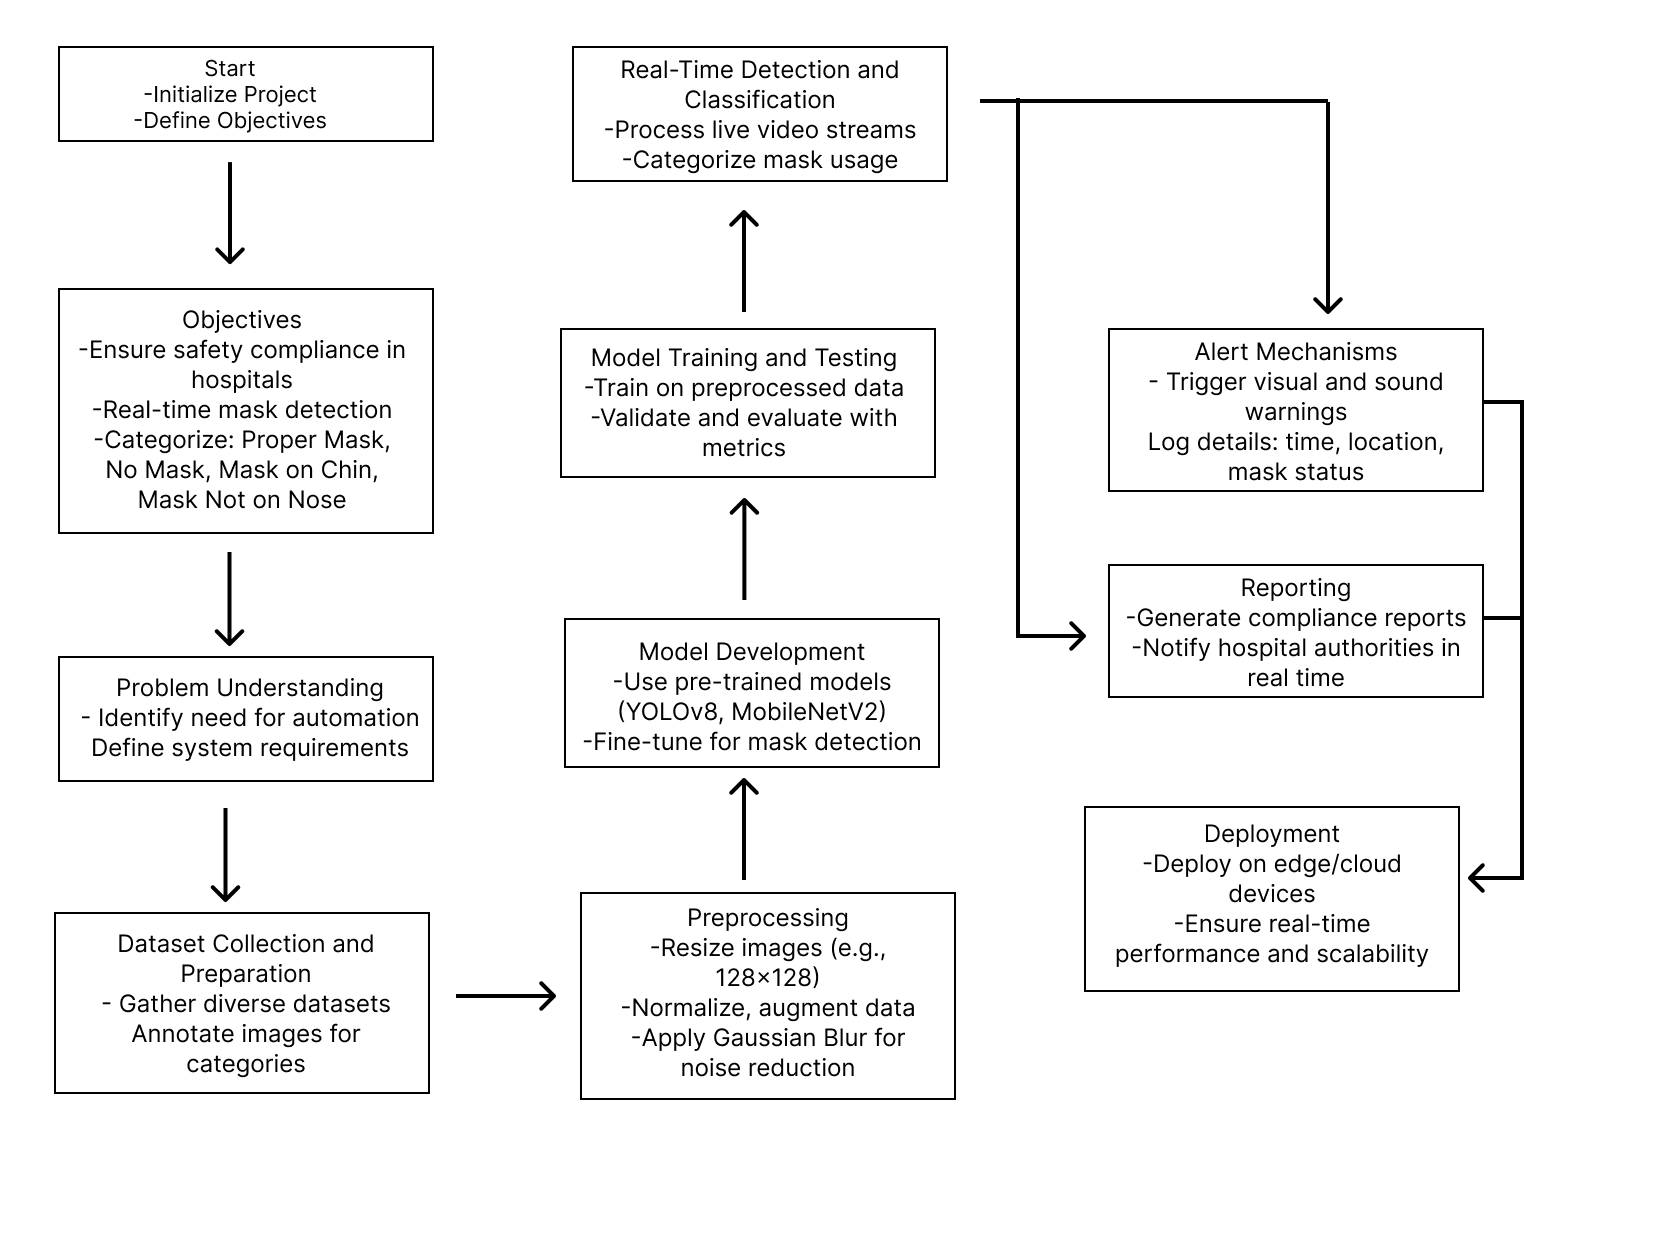 Start
-Initialize Project
-Define Objectives
Objectives
-Ensure safety compliance in
hospitals
-Real-time mask detection
-Categorize: Proper Mask,
No Mask, Mask on Chin,
Mask Not on Nose
Problem Understanding
- Identify need for automation
Define system requirements
Dataset Collection and
Preparation
- Gather diverse datasets
Annotate images for
categories
Preprocessing
-Resize images (e.g.,
128×128)
-Normalize, augment data
-Apply Gaussian Blur for
noise reduction
Model Development
-Use pre-trained models
(YOLOv8, MobileNetV2)
-Fine-tune for mask detection
Model Training and Testing
-Train on preprocessed data
-Validate and evaluate with
metrics
Real-Time Detection and
Classification
-Process live video streams
-Categorize mask usage
Alert Mechanisms
- Trigger visual and sound
warnings
Log details: time, location,
mask status
Reporting
-Generate compliance reports
-Notify hospital authorities in
real time
Deployment
-Deploy on edge/cloud
devices
-Ensure real-time
performance and scalability